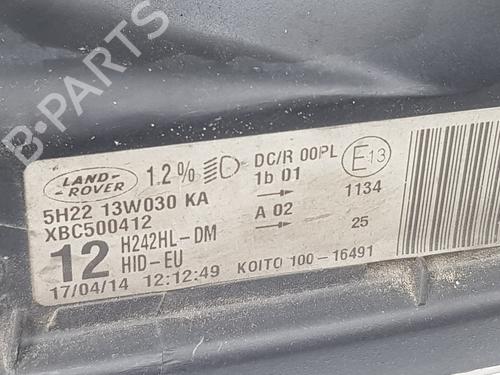 B-PARTS
LAND-
ROVER
1.2%
DC/R 00PL
E13
1b 01
1134
5H22 13W030 KA
XBC500412
A 02
25
12
H242HL-DM
HID-EU
KOITO 100-16491
17/04/14 12:12:49